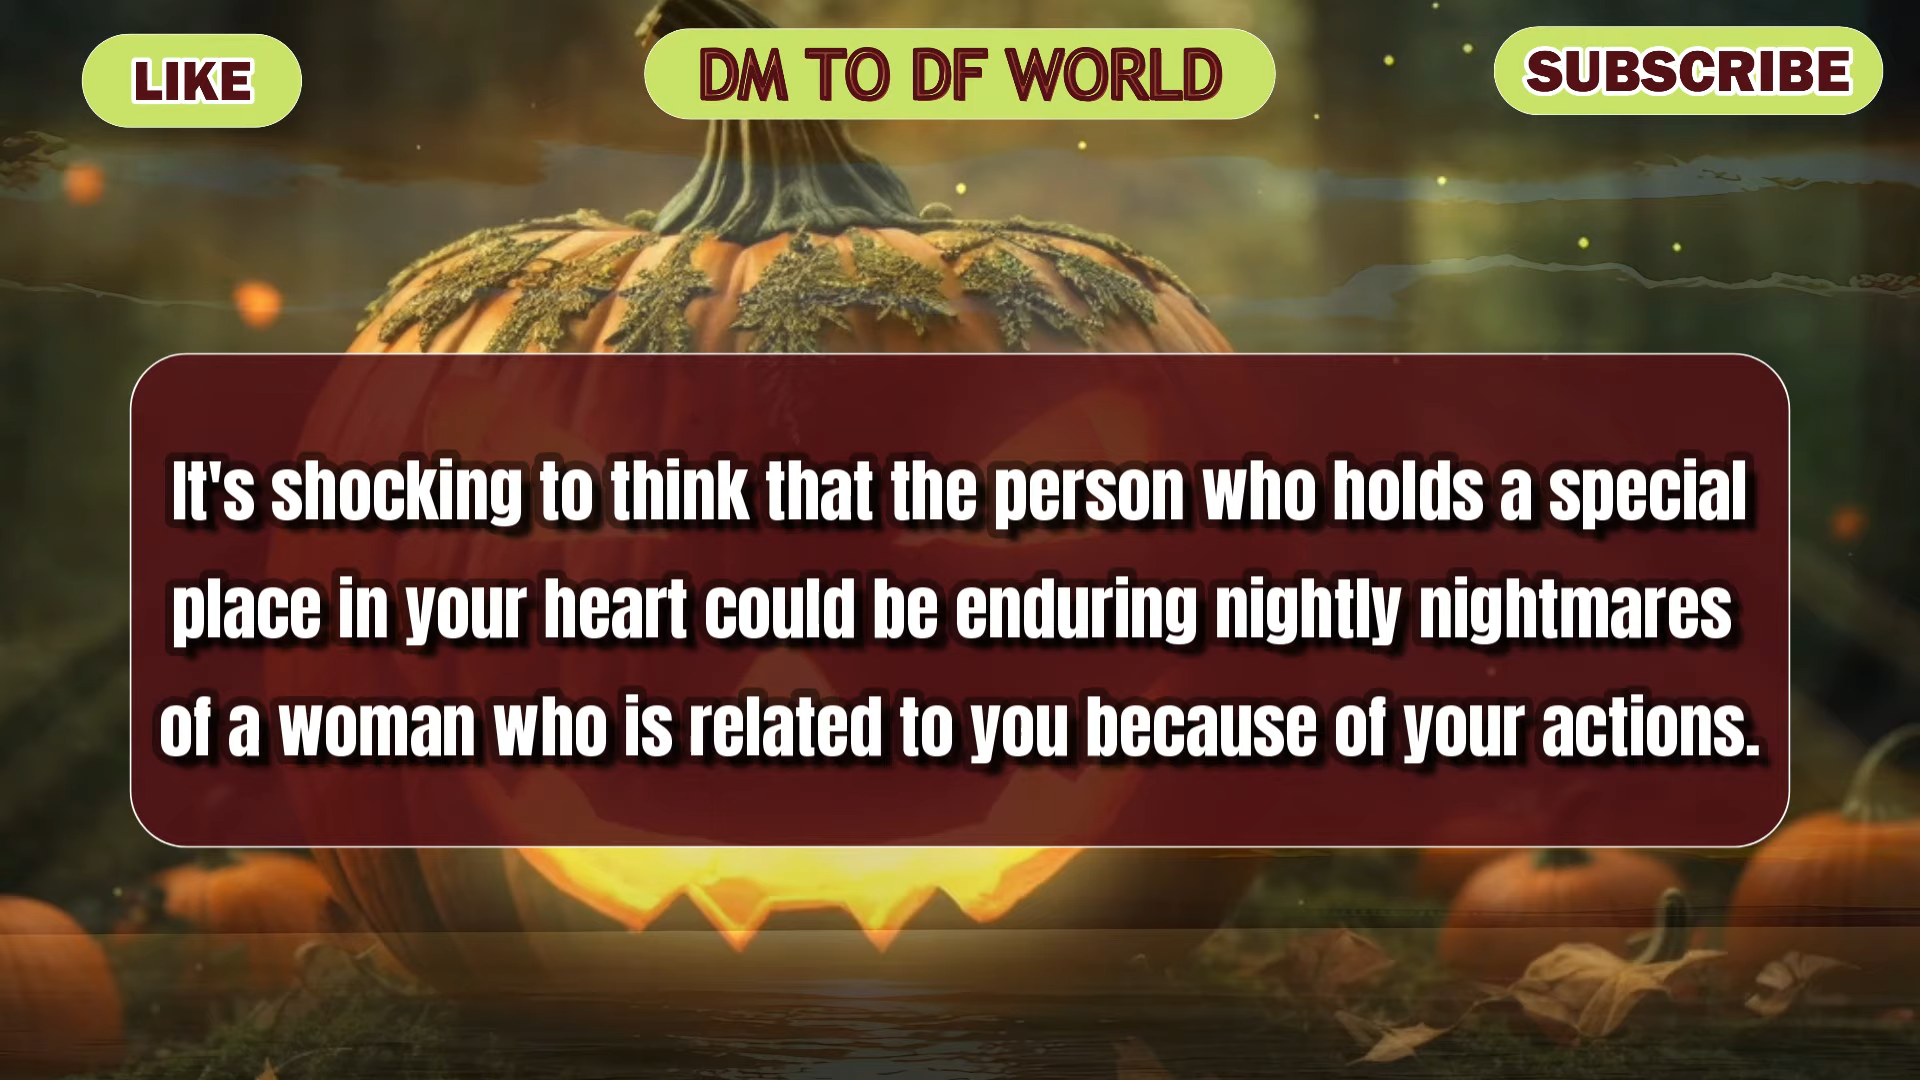 LIKE
DM TO DF WORLD
SUBSCRIBE
It's shocking to think that the person who holds a special
place in your heart could be enduring nightly nightmares
of a woman who is related to you because of your actions.